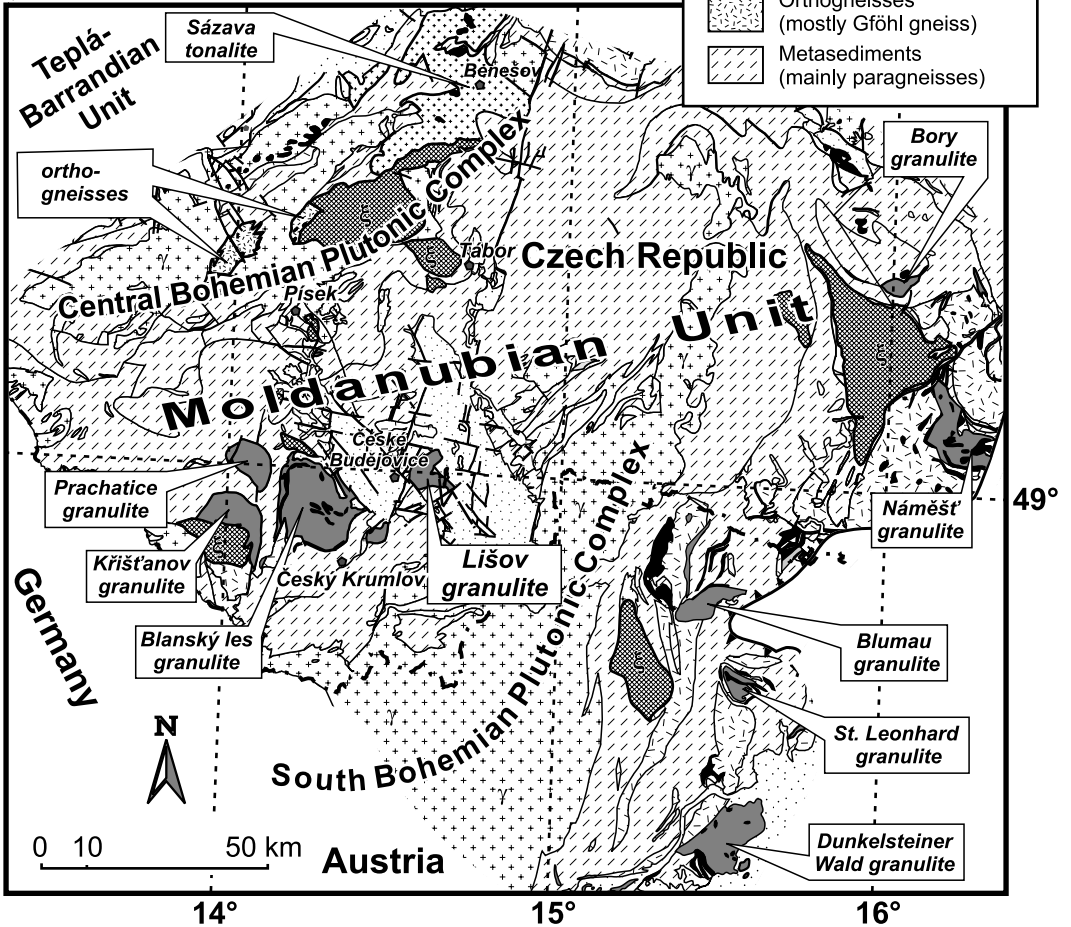 Orthogneisses
(mostly Gföhl gneiss)
Metasediments
(mainly paragneisses)
Teplá-
Barrandian
Unit
Sázava
tonalite
Benešov
Bory
granulite
ortho-
gneisses
Central Bohemian Plutonic Complex
ξ
ξ
Tábor
Czech Republic
Písek
Moldanubian Unit
ξ
České
Budějovice
Prachatice
granulite
49°
Náměšť
granulite
Křišťanov
granulite
ξ
Český Krumlov
Lišov
granulite
Germany
Blanský les
granulite
Blumau
granulite
ξ
South Bohemian Plutonic Complex
St. Leonhard
granulite
N
0 10 50 km
Austria
Dunkelsteiner
Wald granulite
14° 15° 16°